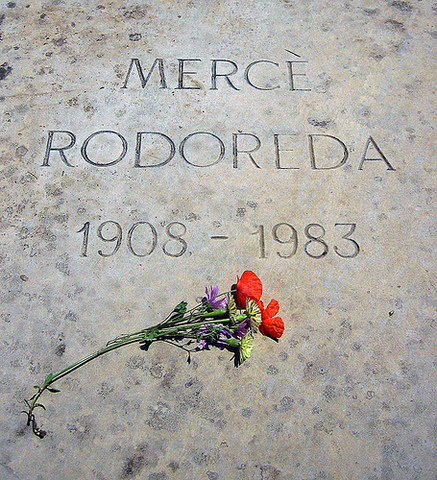 MERCÈ
RODOREDA
1908 - 1983